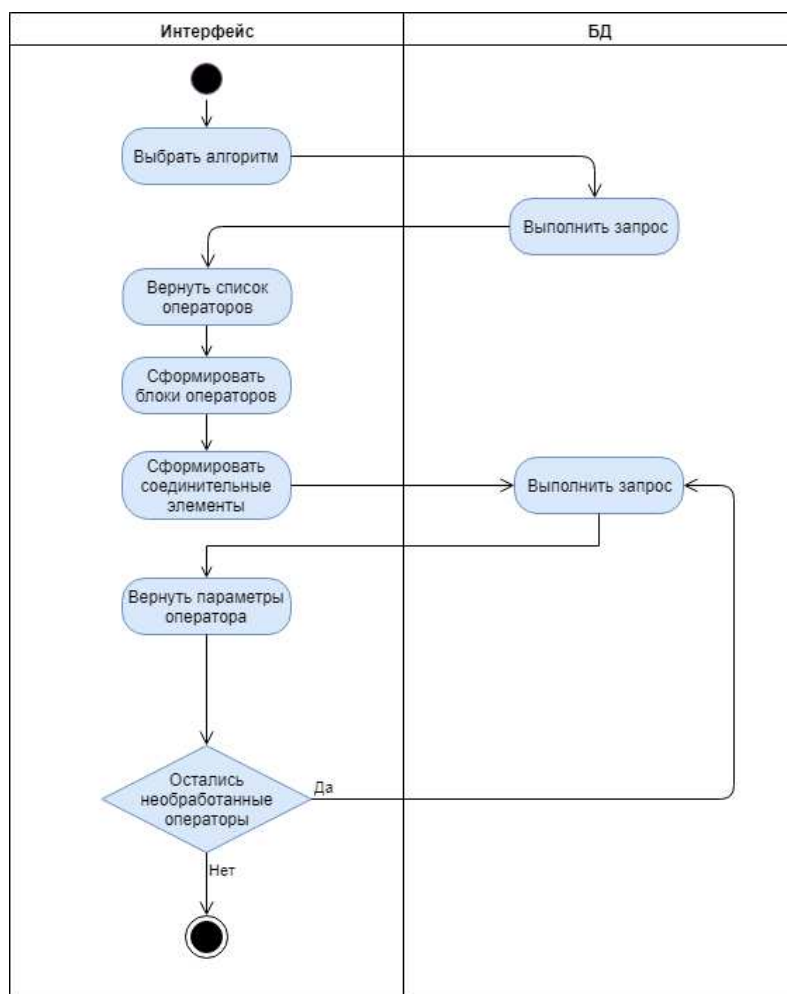 Интерфейс
БД
Выбрать алгоритм
Выполнить запрос
Вернуть список
операторов
Сформировать
блоки операторов
Сформировать
соединительные
элементы
Выполнить запрос
Вернуть параметры
оператора
Остались
необработанные
операторы
Да
Нет